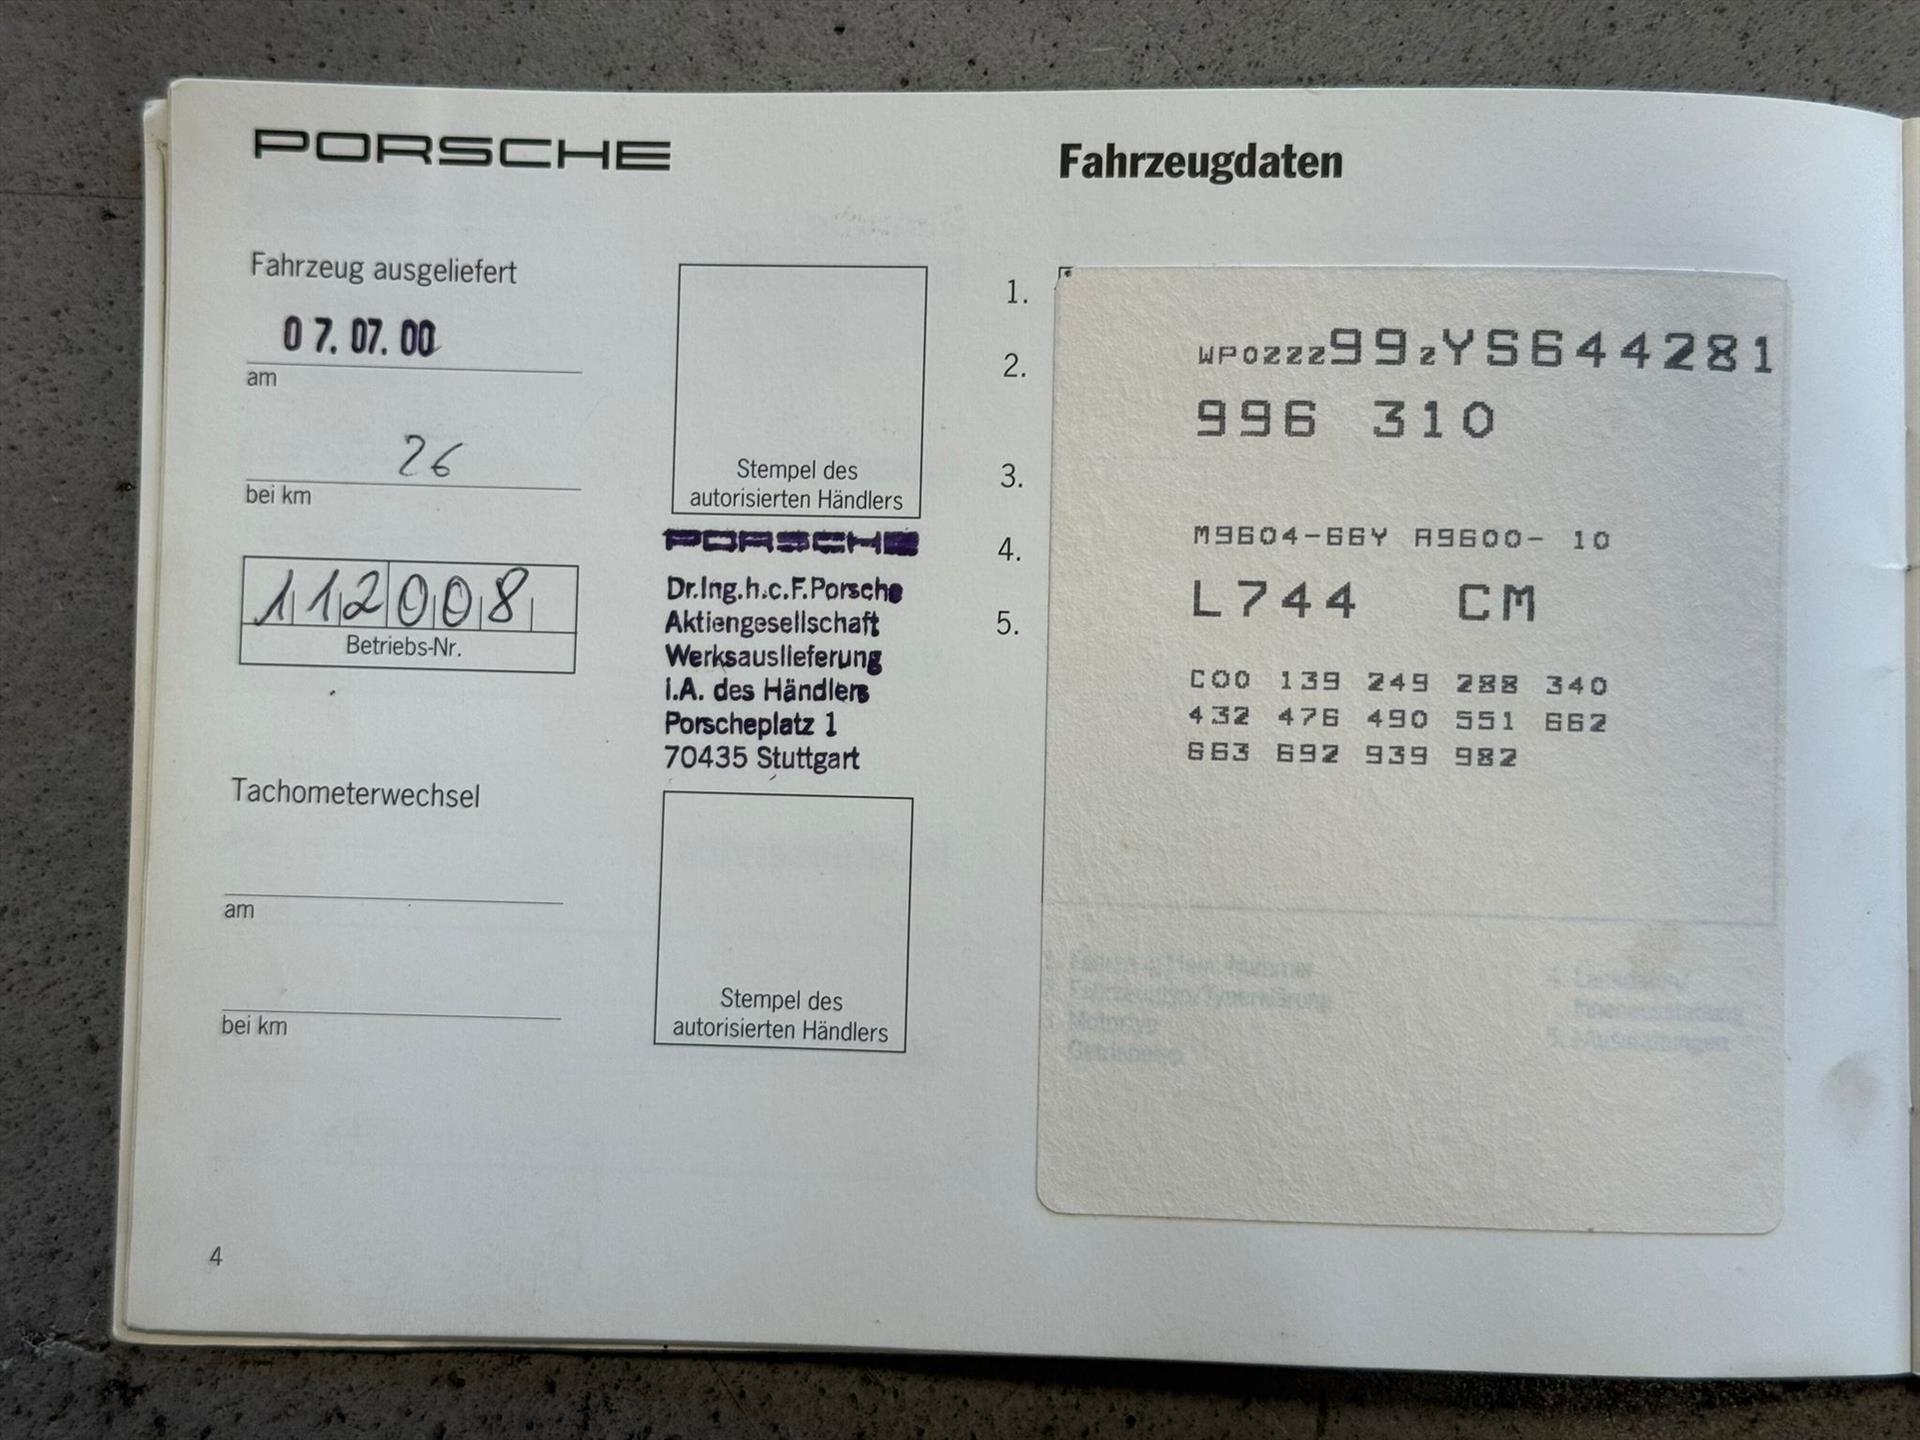 PORSCHE
Fahrzeug ausgeliefert
07.07.00
am
26
bei km
112008
Betriebs-Nr.
Stempel des
autorisierten Händlers
PORSCHE
Dr.Ing.h.c.F.Porsche
Aktiengesellschaft
Werksauslieferung
i.A. des Händlers
Porscheplatz 1
70435 Stuttgart
Tachometerwechsel
am
bei km
Stempel des
autorisierten Händlers
4
Fahrzeugdaten
1.
2.
3.
4.
5.
WP0ZZZ99ZYS644281
996 310
M9604-66Y A9600- 10
L744 CM
C00 139 249 288 340
432 476 490 551 662
663 692 939 982
Motortyp